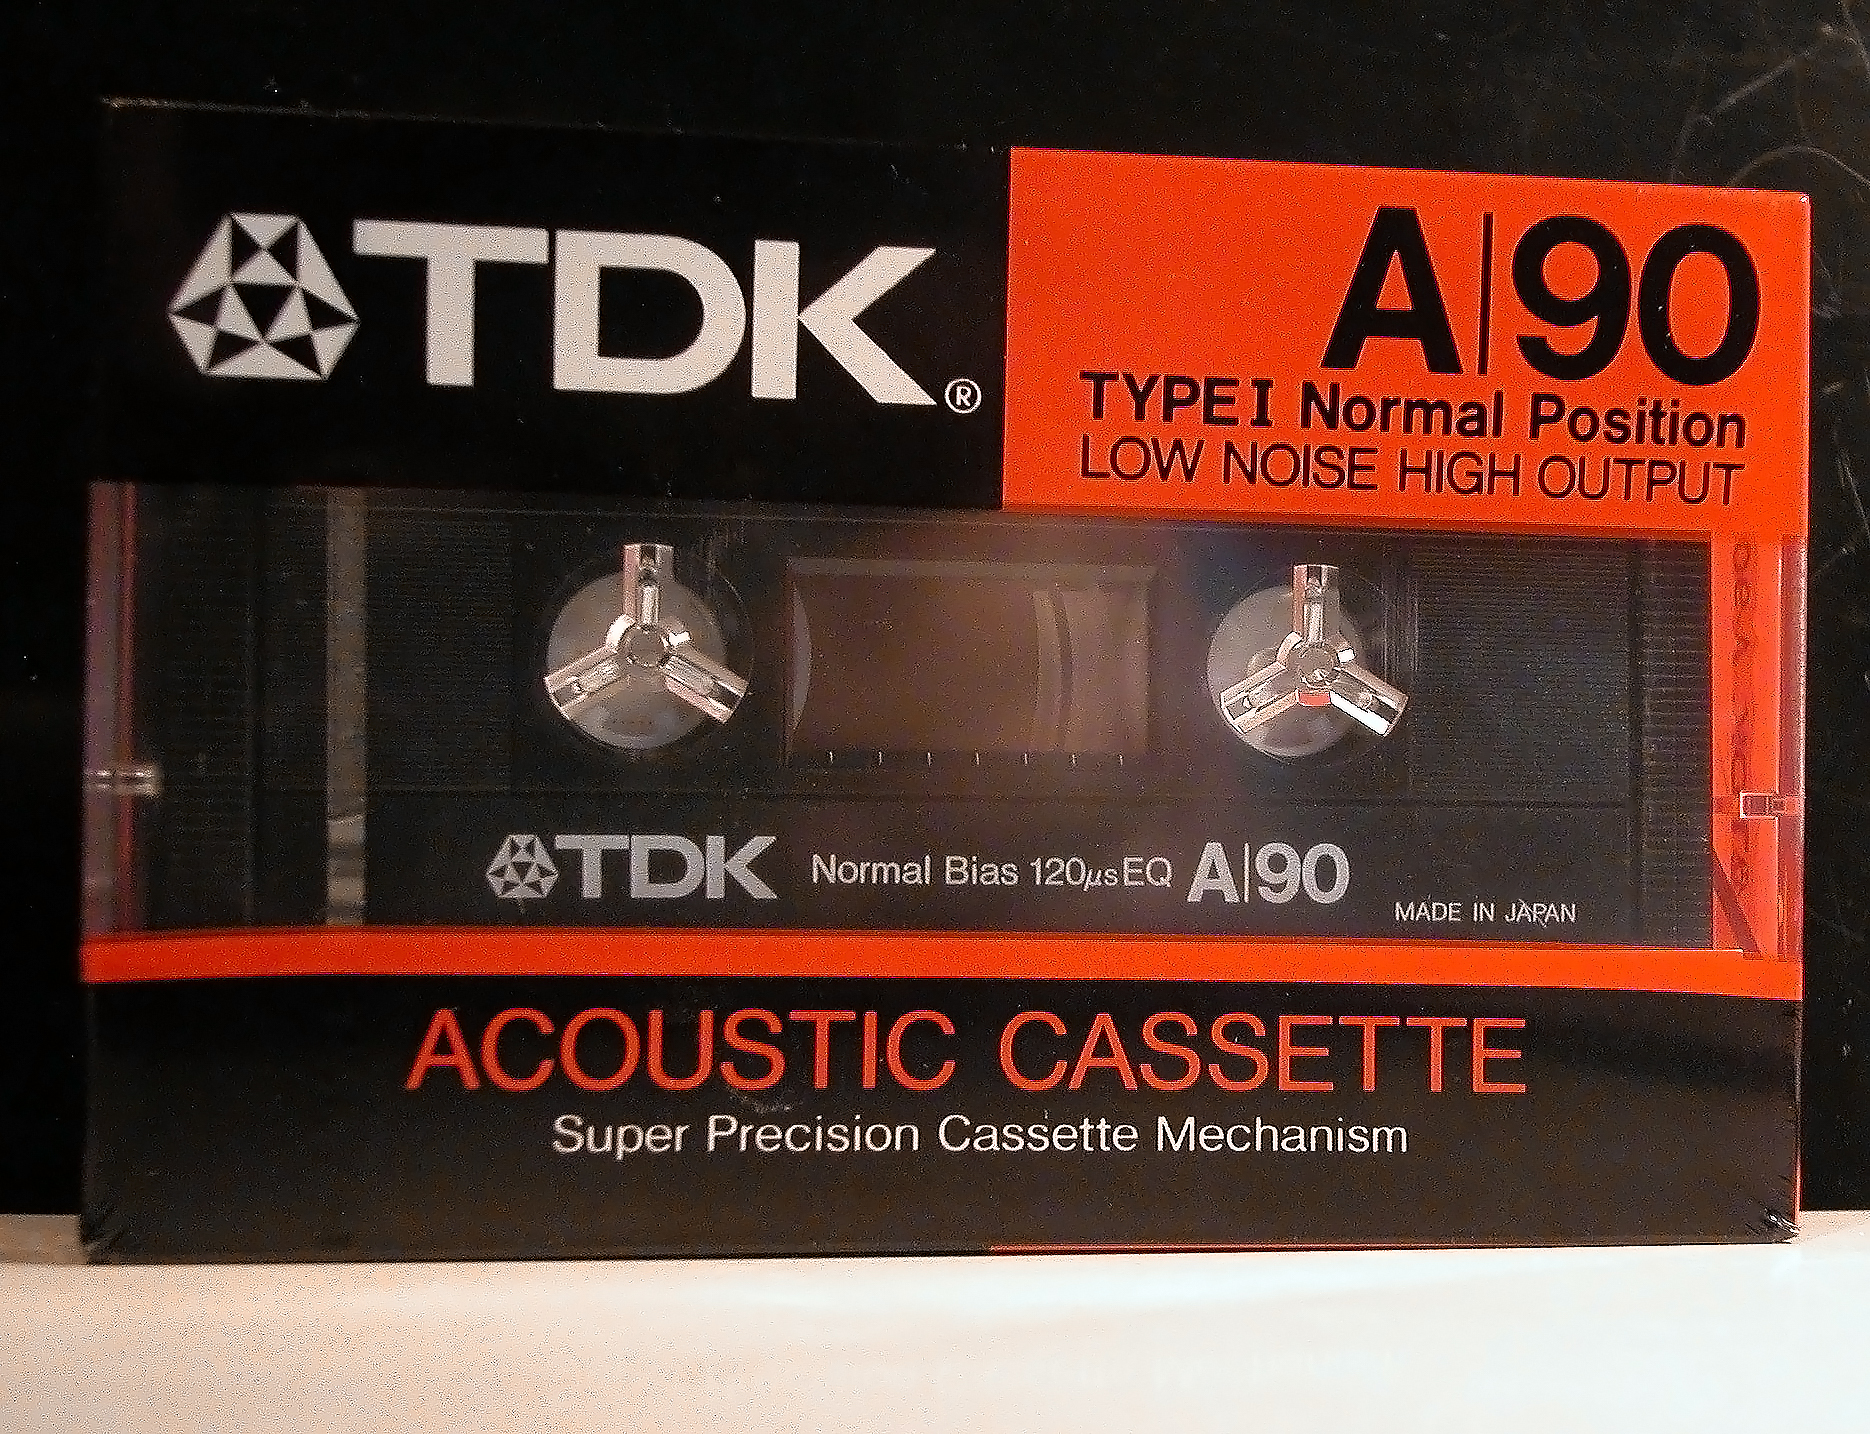 TDK®
A|90
TYPE I Normal Position
LOW NOISE HIGH OUTPUT
TDK Normal Bias 120µs EQ A|90
MADE IN JAPAN
ACOUSTIC CASSETTE
Super Precision Cassette Mechanism